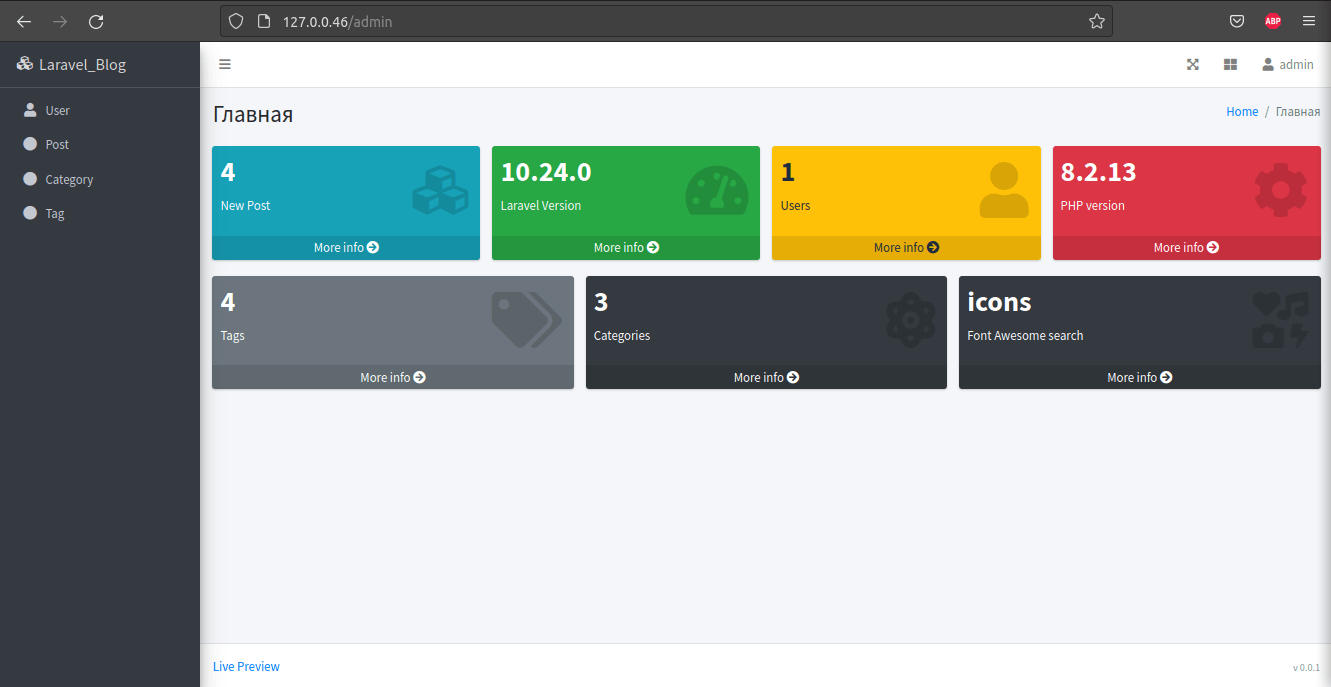 127.0.0.46/admin
ABP
Laravel_Blog
admin
User
Post
Category
Tag
Главная
Home / Главная
4
New Post
More info
10.24.0
Laravel Version
More info
1
Users
More info
8.2.13
PHP version
More info
4
Tags
More info
3
Categories
More info
icons
Font Awesome search
More info
Live Preview
v 0.0.1